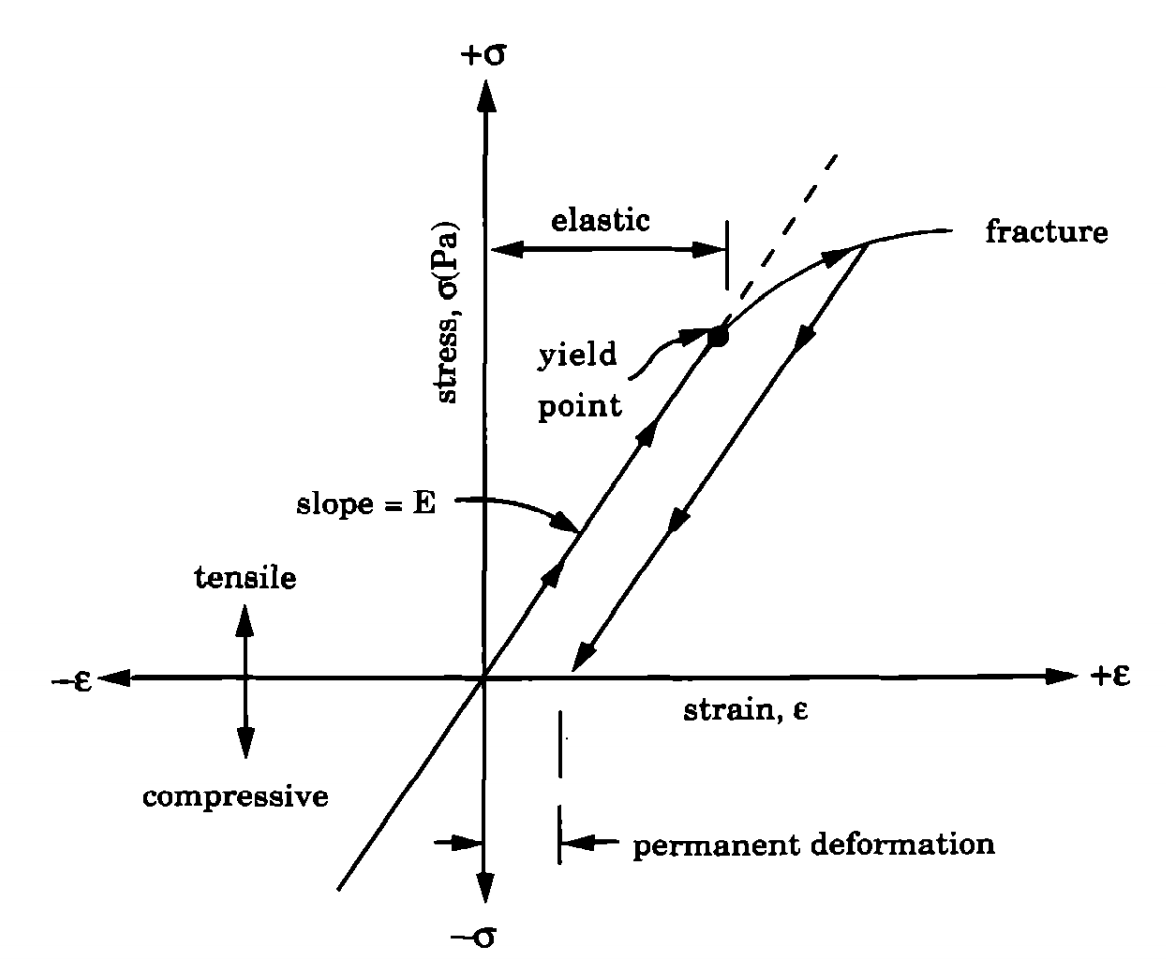 +σ
elastic
fracture
stress, σ(Pa)
yield
point
slope = E
tensile
–ε
+ε
strain, ε
compressive
permanent deformation
–σ